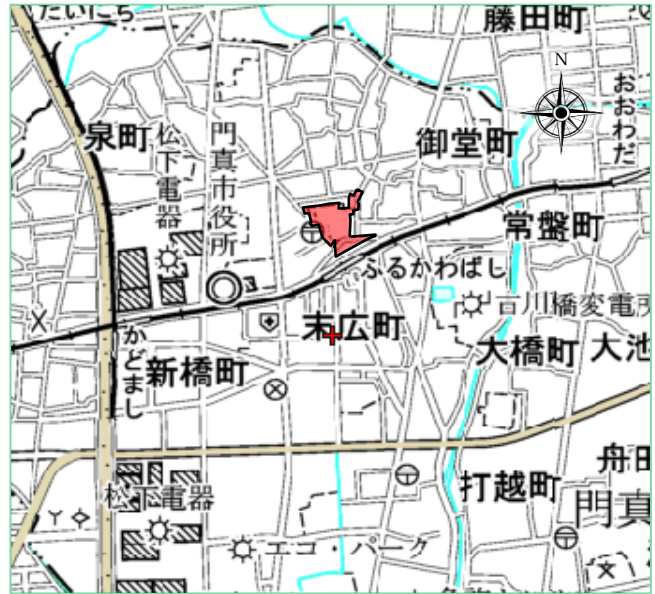 だいにち
藤田町
N
おおわだ
泉町
松下電器
門真市役所
御堂町
常盤町
ふるかわばし
古川橋変電
末広町
かどまし
新橋町
大橋町
大池
舟田
松下電器
打越町
門真
エコ・パーク